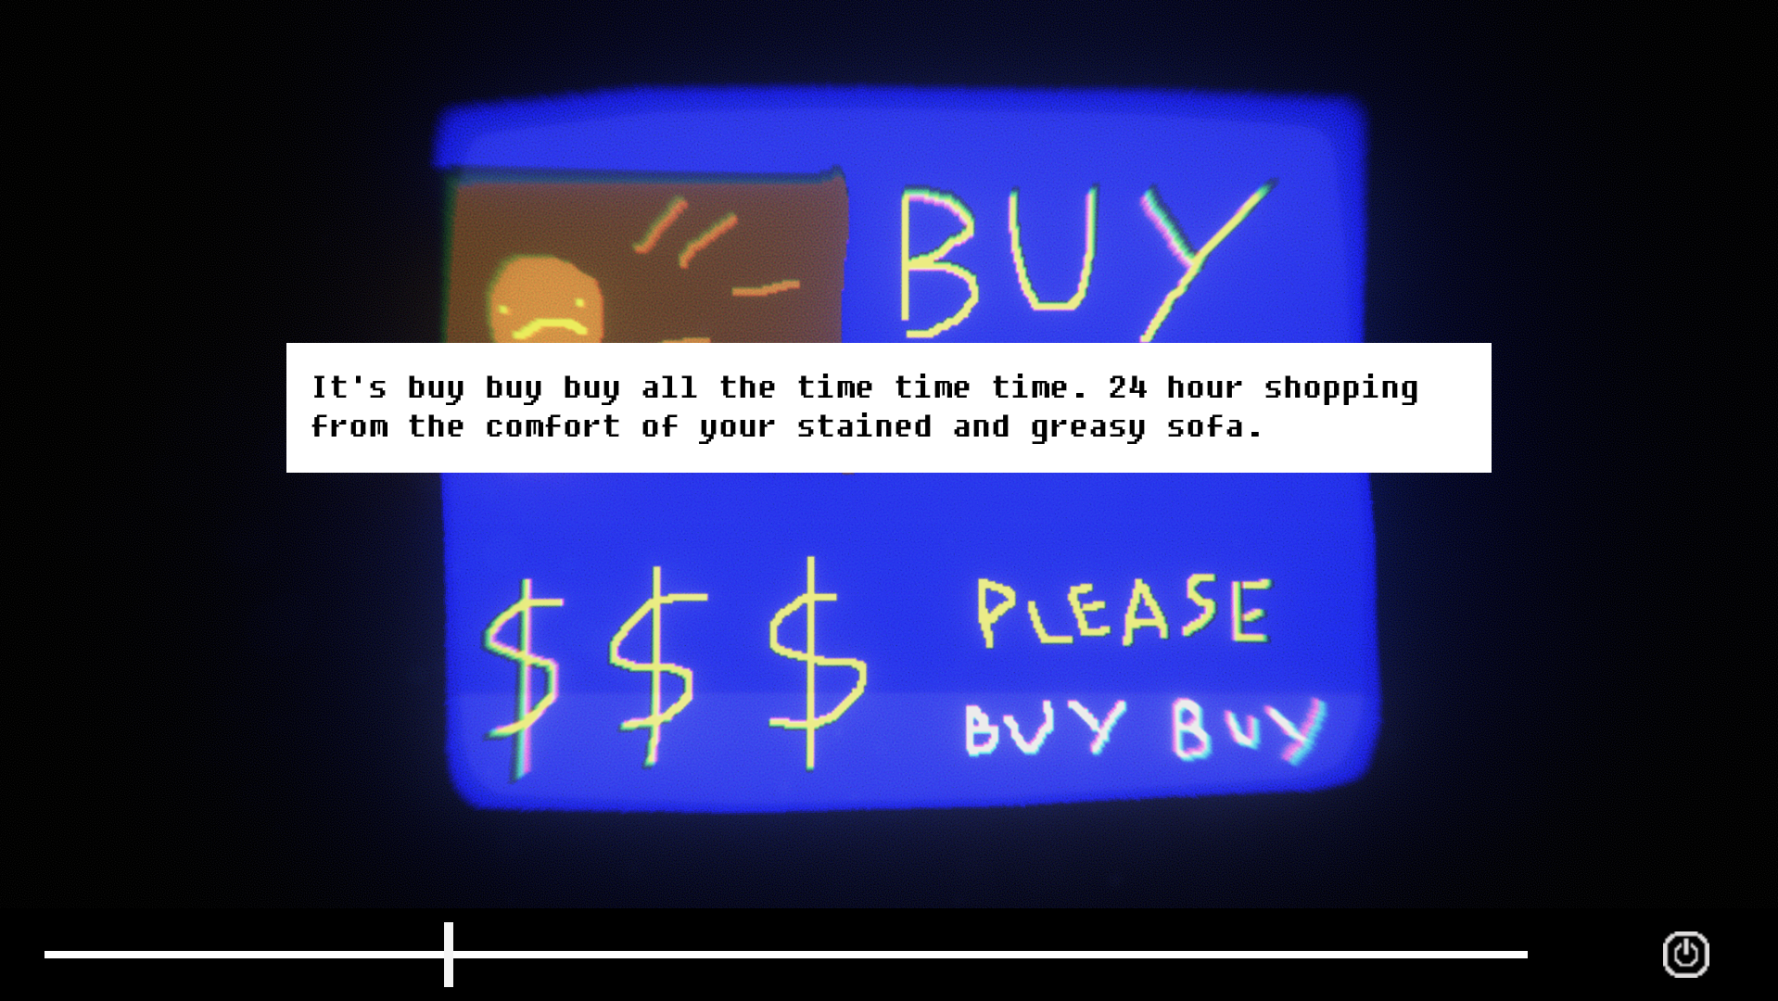 BUY
It's buy buy buy all the time time time. 24 hour shopping
from the comfort of your stained and greasy sofa.
$ $ $
PLEASE
BUY BUY